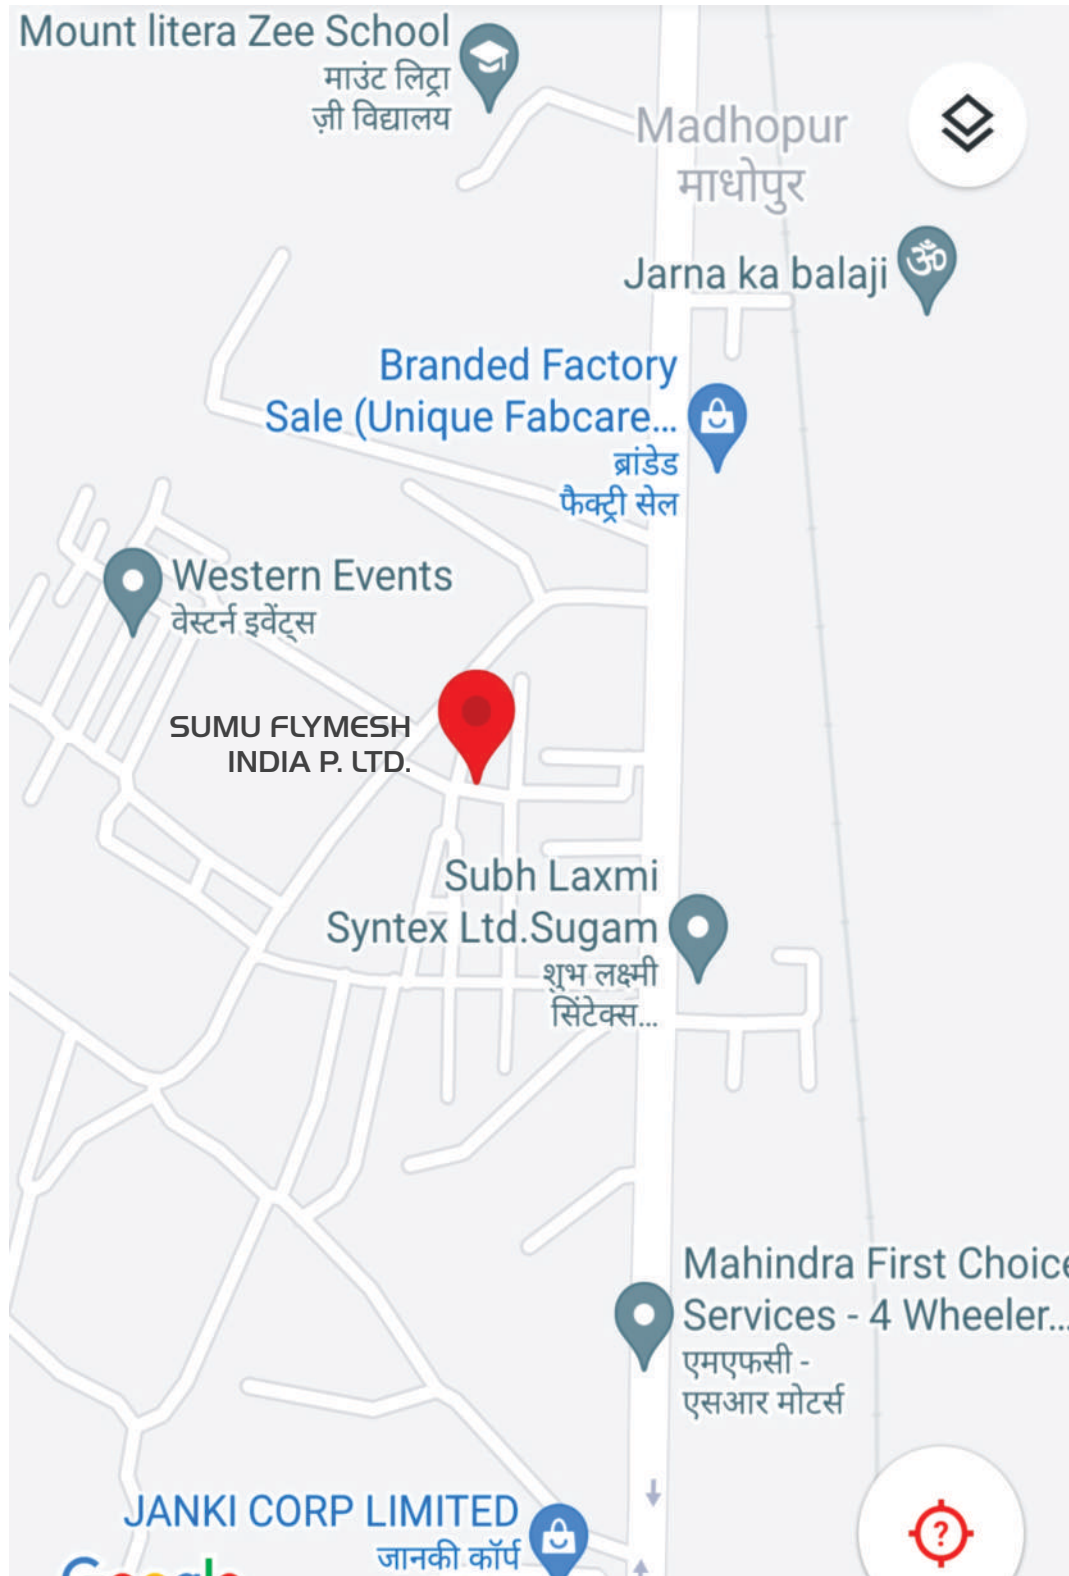 Mount litera Zee School
माउंट लिट्रा
ज़ी विद्यालय
Madhopur
माधोपुर
Jarna ka balaji
ॐ
Branded Factory
Sale (Unique Fabcare...
ब्रांडेड
फैक्ट्री सेल
Western Events
वेस्टर्न इवेंट्स
SUMU FLYMESH
INDIA P. LTD.
Subh Laxmi
Syntex Ltd.Sugam
शुभ लक्ष्मी
सिंटेक्स...
Mahindra First Choice
Services - 4 Wheeler...
एमएफसी -
एसआर मोटर्स
?
JANKI CORP LIMITED
जानकी कॉर्प
Google